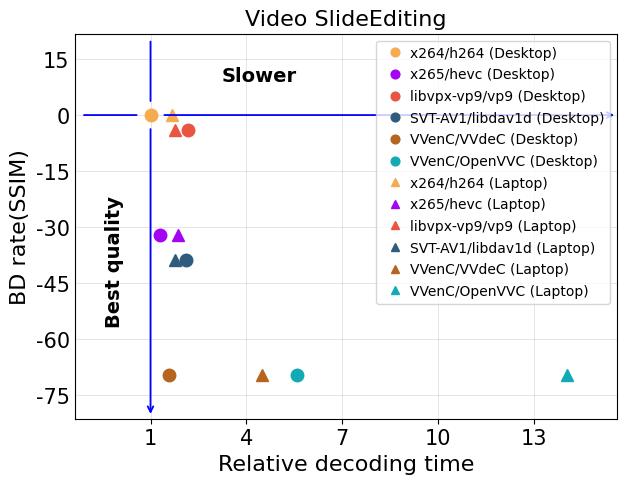 Video SlideEditing
Slower
x264/h264 (Desktop)
x265/hevc (Desktop)
libvpx-vp9/vp9 (Desktop)
SVT-AV1/libdav1d (Desktop)
VVenC/VVdeC (Desktop)
VVenC/OpenVVC (Desktop)
x264/h264 (Laptop)
x265/hevc (Laptop)
libvpx-vp9/vp9 (Laptop)
SVT-AV1/libdav1d (Laptop)
VVenC/VVdeC (Laptop)
VVenC/OpenVVC (Laptop)
BD rate(SSIM)
15
0
-15
-30
-45
-60
-75
Best quality
1 4 7 10 13
Relative decoding time